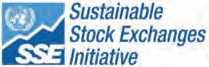 Sustainable
Stock Exchanges
Initiative
SSE